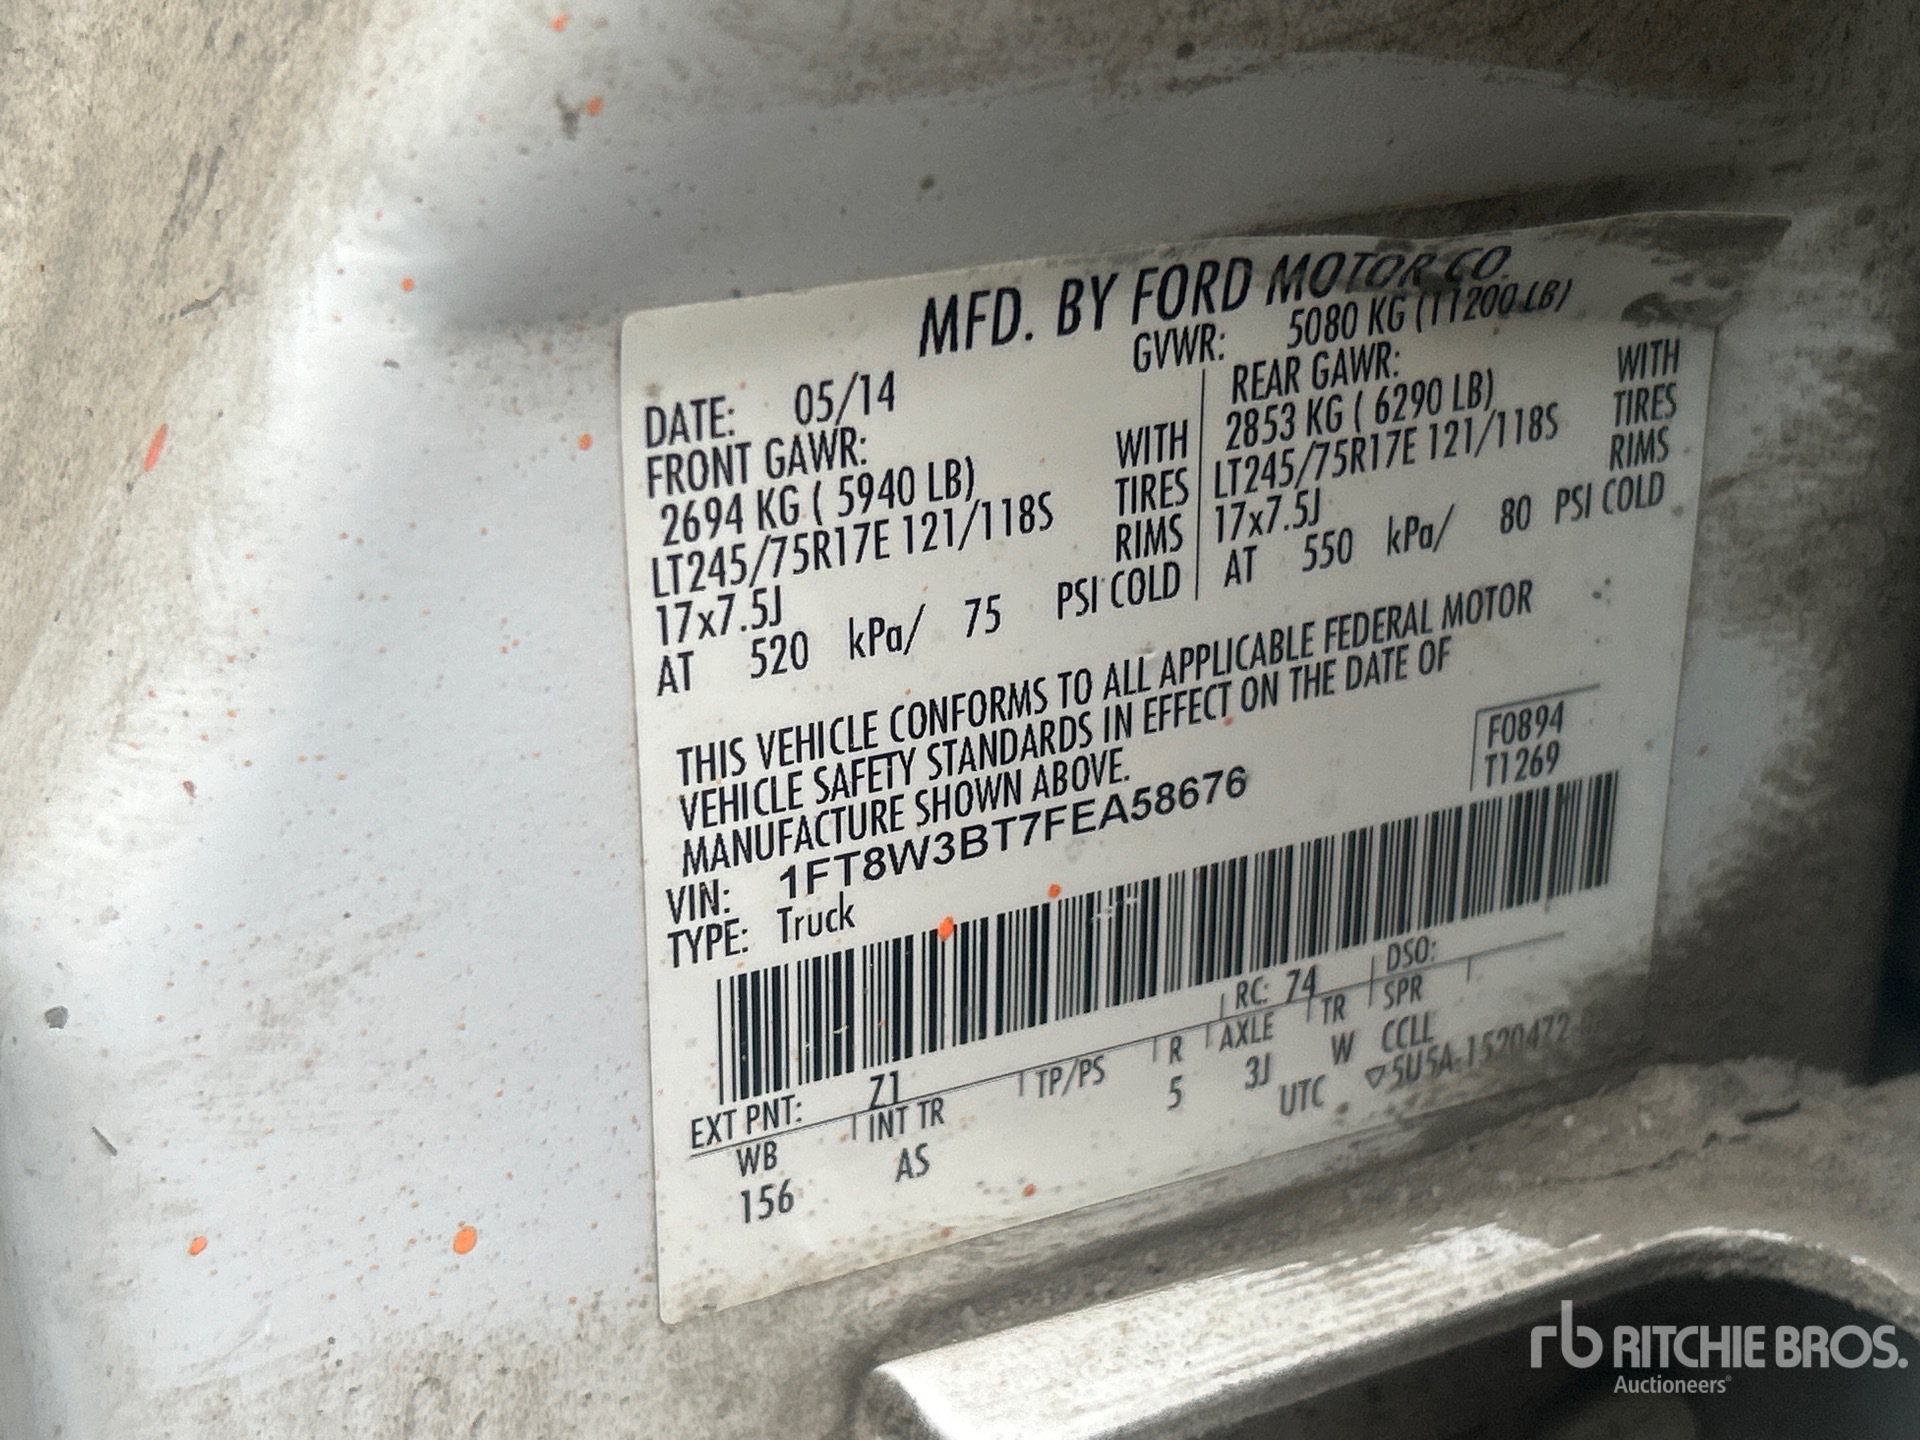 MFD. BY FORD MOTOR CO.
DATE: 05/14
GVWR: 5080 KG (11200 LB)
FRONT GAWR:
2694 KG ( 5940 LB) WITH
LT245/75R17E 121/118S TIRES
17x7.5J RIMS
AT 520 kPa/ 75 PSI COLD
REAR GAWR: WITH
2853 KG ( 6290 LB) TIRES
LT245/75R17E 121/118S RIMS
17x7.5J
AT 550 kPa/ 80 PSI COLD
THIS VEHICLE CONFORMS TO ALL APPLICABLE FEDERAL MOTOR
VEHICLE SAFETY STANDARDS IN EFFECT ON THE DATE OF
MANUFACTURE SHOWN ABOVE.
F0894
T1269
VIN: 1FT8W3BT7FEA58676
TYPE: Truck
EXT PNT: Z1 RC: 74 DSO:
WB INT TR TP/PS R AXLE TR SPR
156 AS 5 3J W CCLL
UTC ▽5U5A-1520472
rb RITCHIE BROS.
Auctioneers®